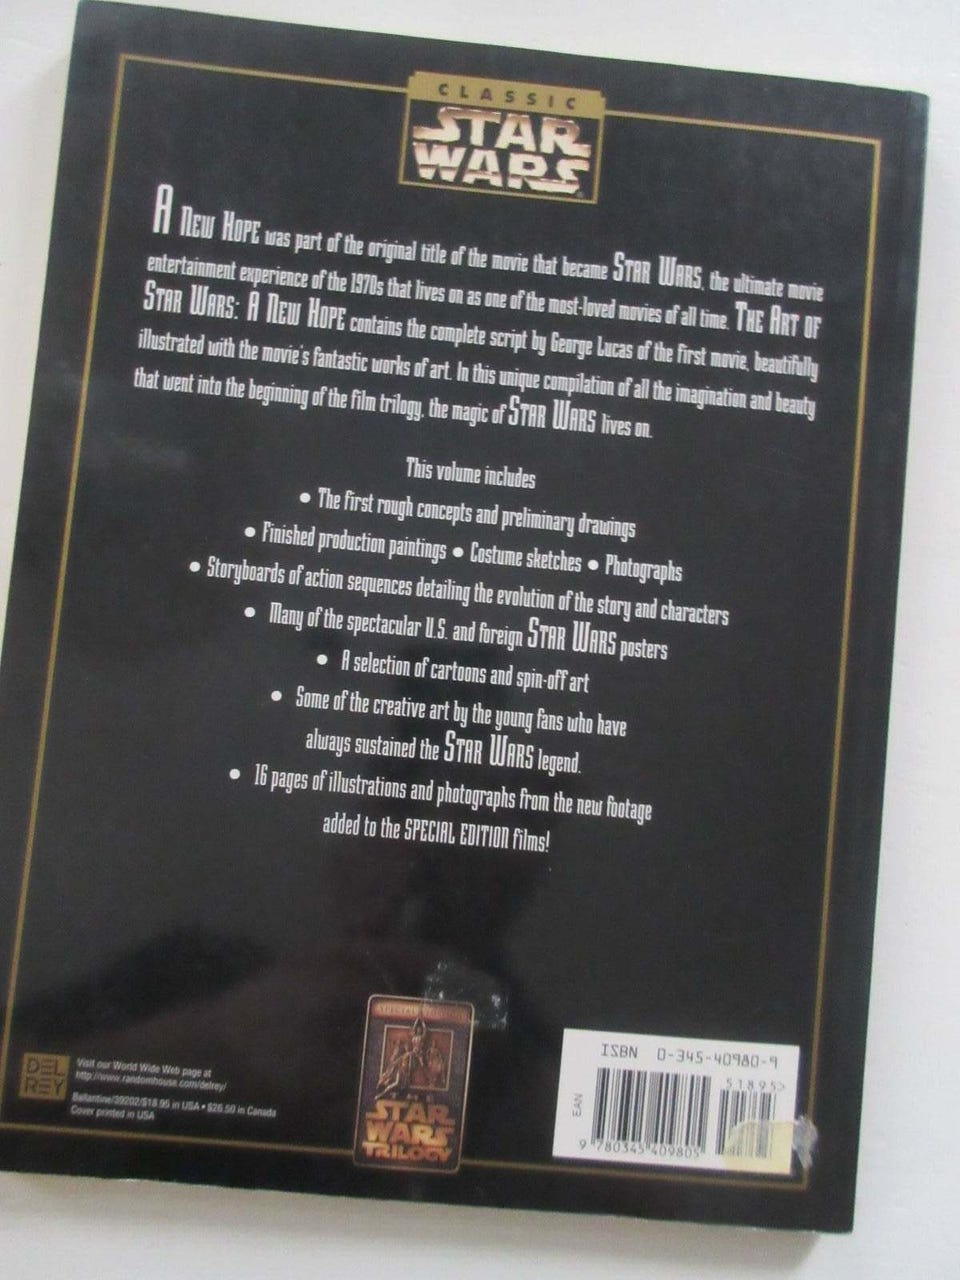 CLASSIC
STAR
WARS
A NEW HOPE was part of the original title of the movie that became STAR WARS, the ultimate movie
entertainment experience of the 1970s that lives on as one of the most-loved movies of all time. THE ART OF
STAR WARS: A NEW HOPE contains the complete script by George Lucas of the first movie, beautifully
illustrated with the movie's fantastic works of art. In this unique compilation of all the imagination and beauty
that went into the beginning of the film trilogy, the magic of STAR WARS lives on.
This volume includes
• The first rough concepts and preliminary drawings
• Finished production paintings • Costume sketches • Photographs
• Storyboards of action sequences detailing the evolution of the story and characters
• Many of the spectacular U.S. and foreign STAR WARS posters
• A selection of cartoons and spin-off art
• Some of the creative art by the young fans who have
always sustained the STAR WARS legend.
• 16 pages of illustrations and photographs from the new footage
added to the SPECIAL EDITION films!
SPECIAL EDITION
THE
STAR
WARS
TRILOGY
DEL
REY
Visit our World Wide Web page at
http://www.randomhouse.com/delrey/
Ballantine/39202/$18.95 in USA • $26.50 in Canada
Cover printed in USA
ISBN 0-345-40980-9
51895>
EAN
9 780345 409805